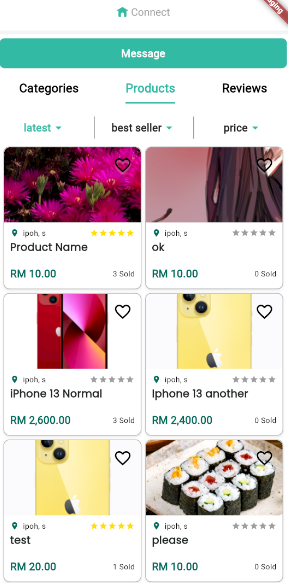 Connect
Message
Categories Products Reviews
latest best seller price
ipoh, s ipoh, s
Product Name ok
RM 10.00 3 Sold RM 10.00 0 Sold
ipoh, s ipoh, s
iPhone 13 Normal Iphone 13 another
RM 2,600.00 3 Sold RM 2,400.00 0 Sold
ipoh, s ipoh, s
test please
RM 20.00 1 Sold RM 10.00 0 Sold